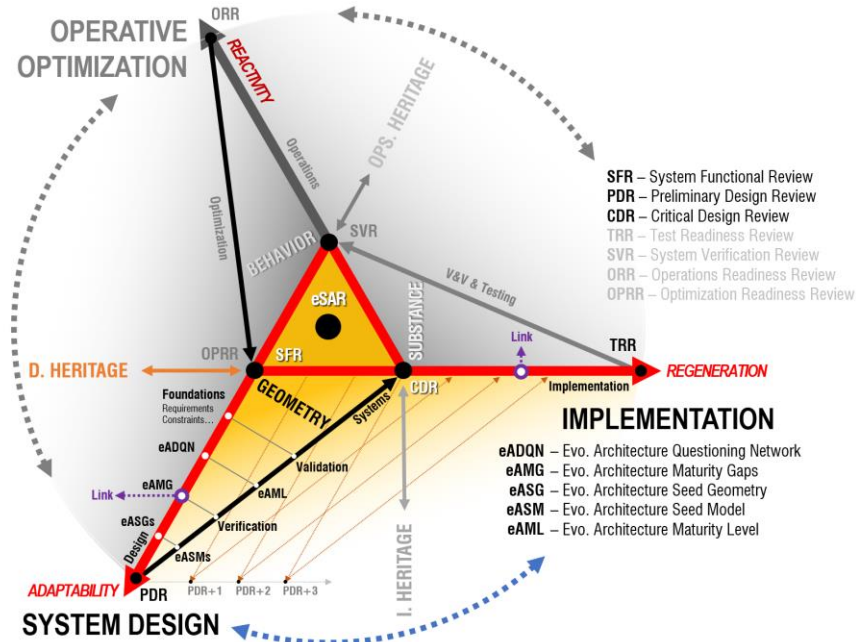 ORR
OPERATIVE
OPTIMIZATION
REACTIVITY
OPS. HERITAGE
Operations
Optimization
BEHAVIOR
SVR
SFR – System Functional Review
PDR – Preliminary Design Review
CDR – Critical Design Review
TRR – Test Readiness Review
SVR – System Verification Review
ORR – Operations Readiness Review
OPRR – Optimization Readiness Review
V&V & Testing
eSAR
SUBSTANCE
Link
TRR
OPRR
SFR
D. HERITAGE
REGENERATION
GEOMETRY
CDR
Implementation
Foundations
Requirements
Constraints...
Systems
IMPLEMENTATION
eADQN
Validation
eAMG
Link
eAML
eADQN – Evo. Architecture Questioning Network
eAMG – Evo. Architecture Maturity Gaps
eASG – Evo. Architecture Seed Geometry
eASM – Evo. Architecture Seed Model
eAML – Evo. Architecture Maturity Level
eASGs
Verification
Design
eASMs
I. HERITAGE
ADAPTABILITY
PDR
PDR+1
PDR+2
PDR+3
SYSTEM DESIGN